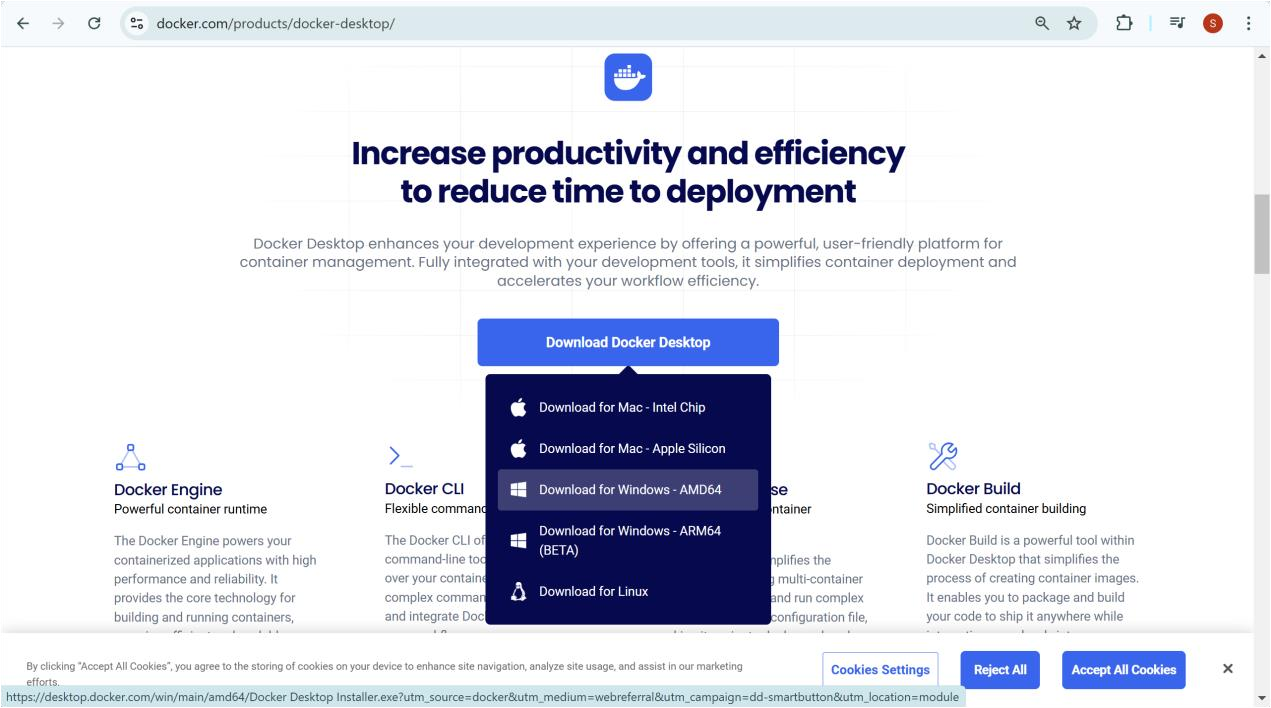 docker.com/products/docker-desktop/
S
Increase productivity and efficiency
to reduce time to deployment
Docker Desktop enhances your development experience by offering a powerful, user-friendly platform for
container management. Fully integrated with your development tools, it simplifies container deployment and
accelerates your workflow efficiency.
Download Docker Desktop
Download for Mac - Intel Chip
Download for Mac - Apple Silicon
Download for Windows - AMD64
Download for Windows - ARM64
(BETA)
Download for Linux
Docker Engine
Powerful container runtime
The Docker Engine powers your
containerized applications with high
performance and reliability. It
provides the core technology for
building and running containers,
Docker CLI
Flexible command
The Docker CLI of
command-line too
over your containe
complex comman
and integrate Doc
se
ontainer
nplifies the
g multi-container
and run complex
configuration file,
Docker Build
Simplified container building
Docker Build is a powerful tool within
Docker Desktop that simplifies the
process of creating container images.
It enables you to package and build
your code to ship it anywhere while
By clicking “Accept All Cookies”, you agree to the storing of cookies on your device to enhance site navigation, analyze site usage, and assist in our marketing
efforts.
Cookies Settings
Reject All
Accept All Cookies
https://desktop.docker.com/win/main/amd64/Docker Desktop Installer.exe?utm_source=docker&utm_medium=webreferral&utm_campaign=dd-smartbutton&utm_location=module